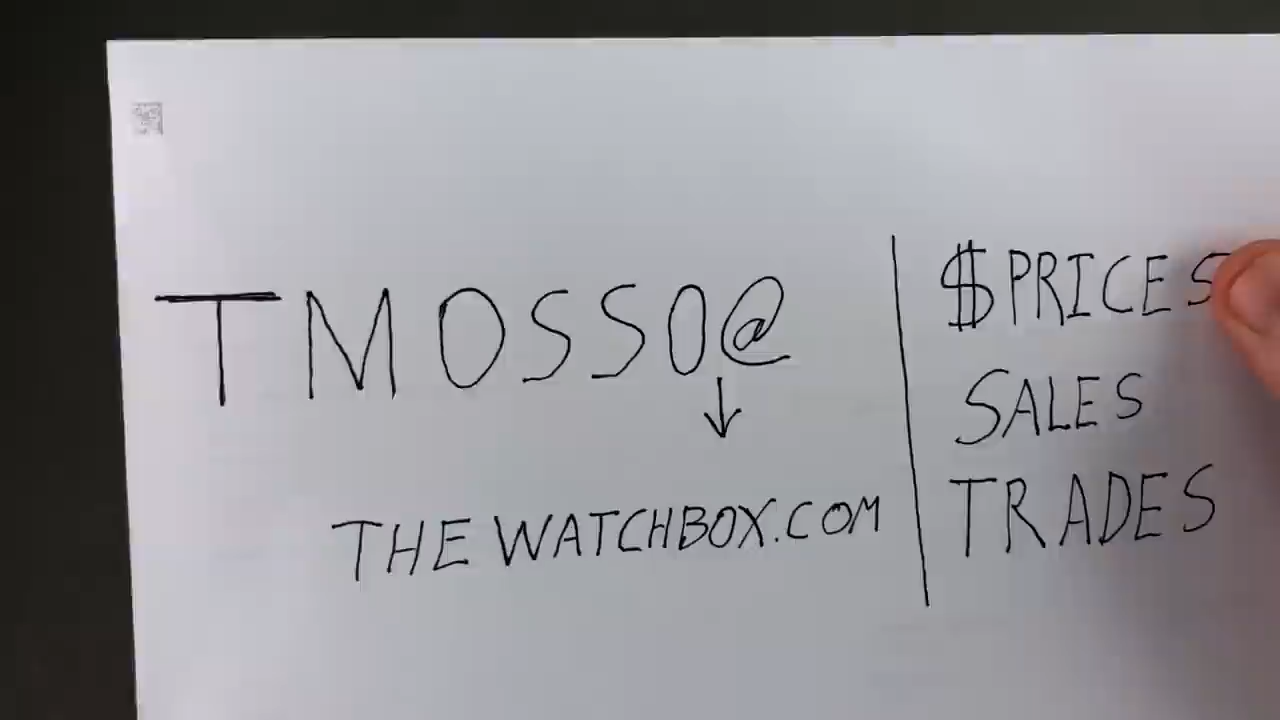 TMOSSO@
↓
THEWATCHBOX.COM
$PRICES
SALES
TRADES